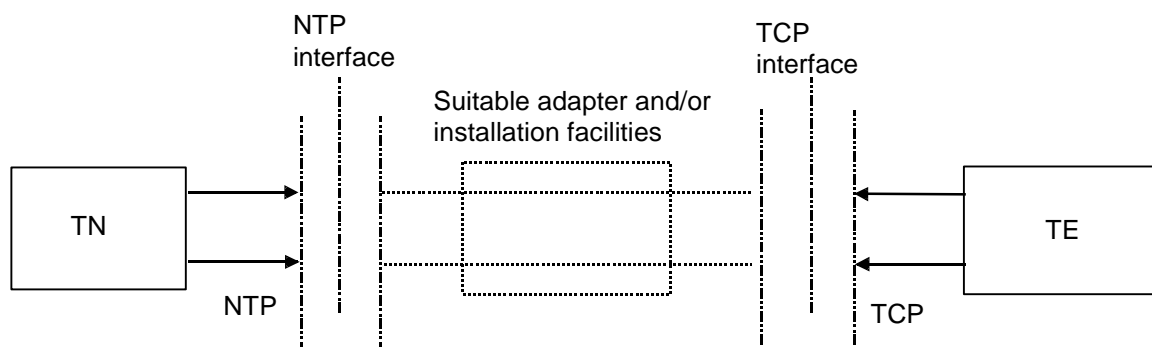 NTP
interface
TCP
interface
Suitable adapter and/or
installation facilities
TN
TE
NTP
TCP